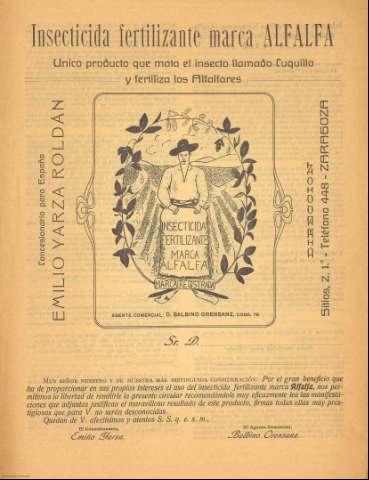 Insecticida fertilizante marca ALFALFA
Unico producto que mata el insecto llamado Cuquillo
y fertiliza los Alfalfares
Concesionario para España
EMILIO YARZA ROLDÁN
INSECTICIDA
FERTILIZANTE
MARCA
ALFALFA
MARCA REGISTRADA
AGENTE COMERCIAL: D. BALBINO ORENSANZ, COSO, 76
Sitios, 2, 1.° - Teléfono 448 - ZARAGOZA
Sr. D.
MUY SEÑOR NUESTRO Y DE NUESTRA MÁS DISTINGUIDA CONSIDERACIÓN: Por el gran beneficio que
ha de proporcionar en sus propios intereses el uso del insecticida fertilizante marca Alfalfa, nos per-
mitimos la libertad de remitirle la presente circular recomendándole muy eficazmente lea las manifesta-
ciones que adjuntas justifican el maravilloso resultado de este producto, firmas todas ellas muy pres-
tigiosas que para V. no serán desconocidas.
Quedan de V. afectísimos y atentos S. S. q. e. s. m.,
El Concesionario,
Emilio Yarza.
El Agente Comercial,
Balbino Orensanz.